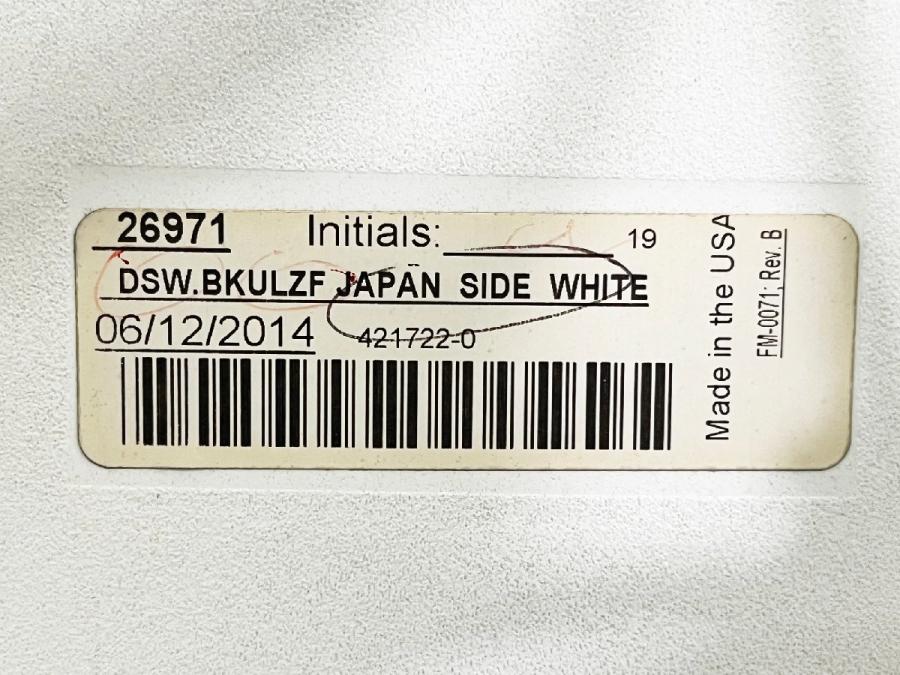 26971 Initials: 19
DSW.BKULZF JAPAN SIDE WHITE
06/12/2014 421722-0
Made in the USA
FM-0071; Rev. B